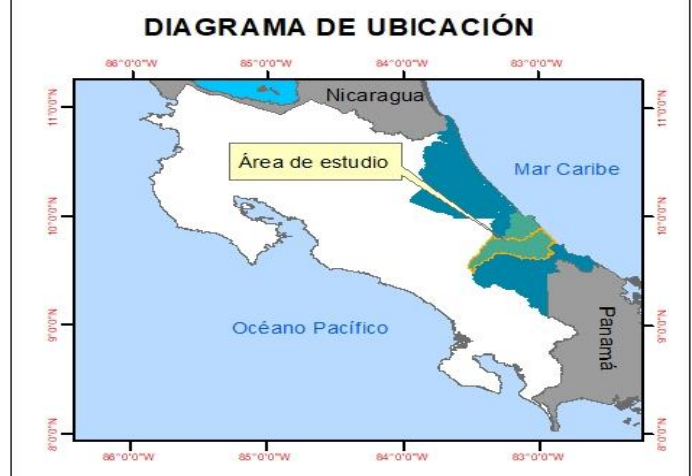 DIAGRAMA DE UBICACIÓN
86°0'0"W 85°0'0"W 84°0'0"W 83°0'0"W
11°0'0"N 11°0'0"N
Nicaragua
Área de estudio
Mar Caribe
10°0'0"N 10°0'0"N
Océano Pacífico
Panamá
9°0'0"N 9°0'0"N
8°0'0"N 8°0'0"N
86°0'0"W 85°0'0"W 84°0'0"W 83°0'0"W